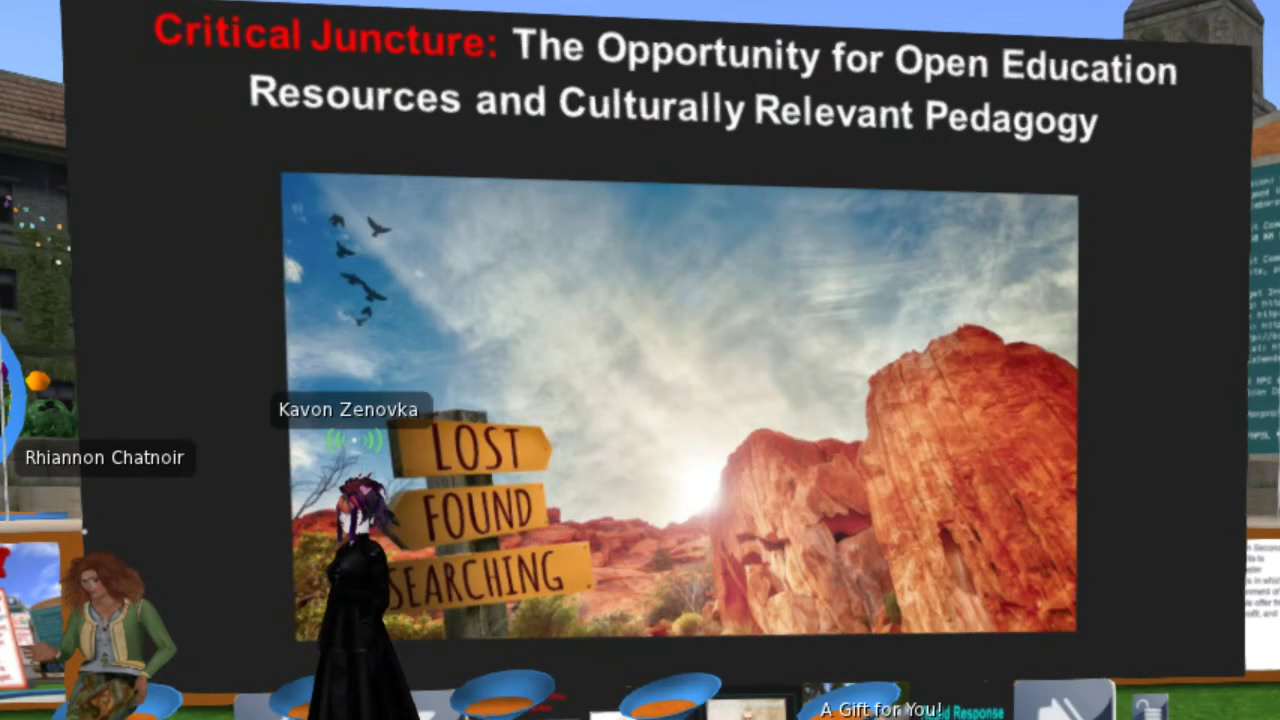 Critical Juncture: The Opportunity for Open Education
Resources and Culturally Relevant Pedagogy
Kavon Zenovka
Rhiannon Chatnoir
LOST
FOUND
SEARCHING
A Gift for You!
Response